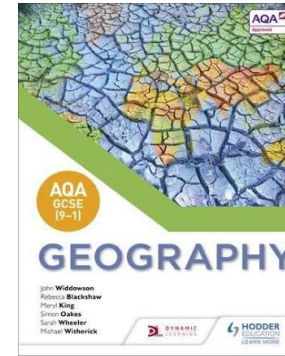 AQA
Approved
AQA
GCSE
(9–1)
GEOGRAPHY
John Widdowson
Rebecca Blackshaw
Meryl King
Simon Oakes
Sarah Wheeler
Michael Witherick
DYNAMIC
LEARNING
HODDER
EDUCATION
LEARN MORE